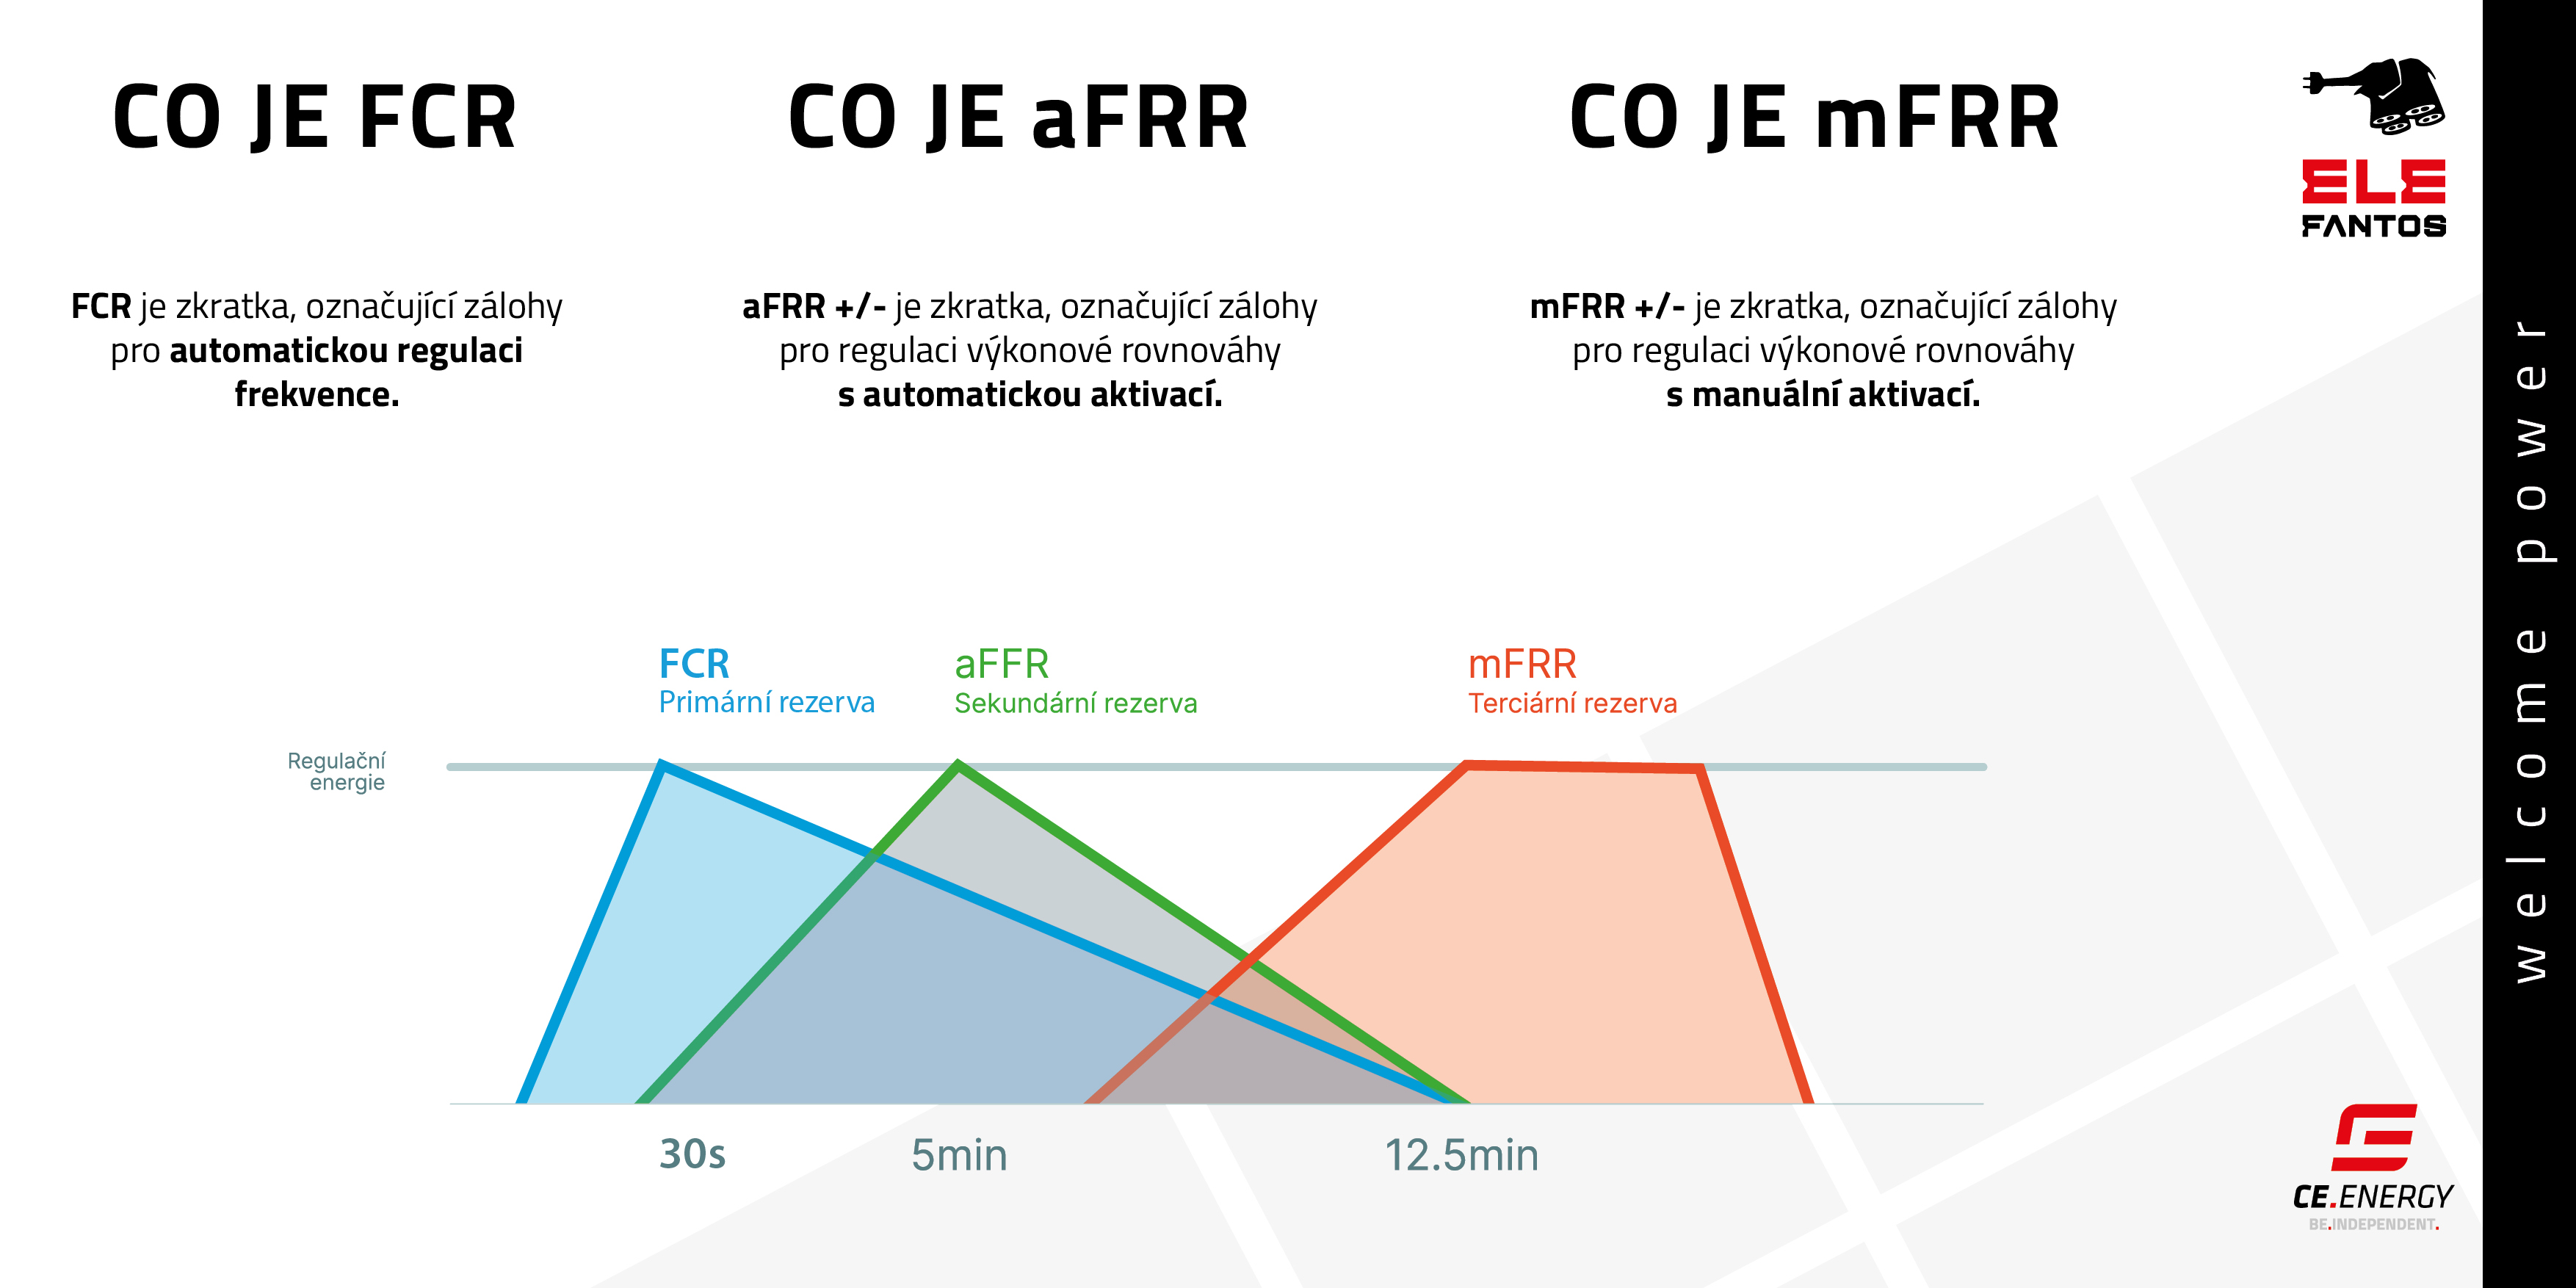 CO JE FCR
FCR je zkratka, označující zálohy
pro automatickou regulaci
frekvence.
CO JE aFRR
aFRR +/- je zkratka, označující zálohy
pro regulaci výkonové rovnováhy
s automatickou aktivací.
CO JE mFRR
mFRR +/- je zkratka, označující zálohy
pro regulaci výkonové rovnováhy
s manuální aktivací.
ELE
FANTOS
welcome power
FCR
Primární rezerva
aFFR
Sekundární rezerva
mFRR
Terciární rezerva
Regulační
energie
30s
5min
12.5min
CE.ENERGY
BE.INDEPENDENT.